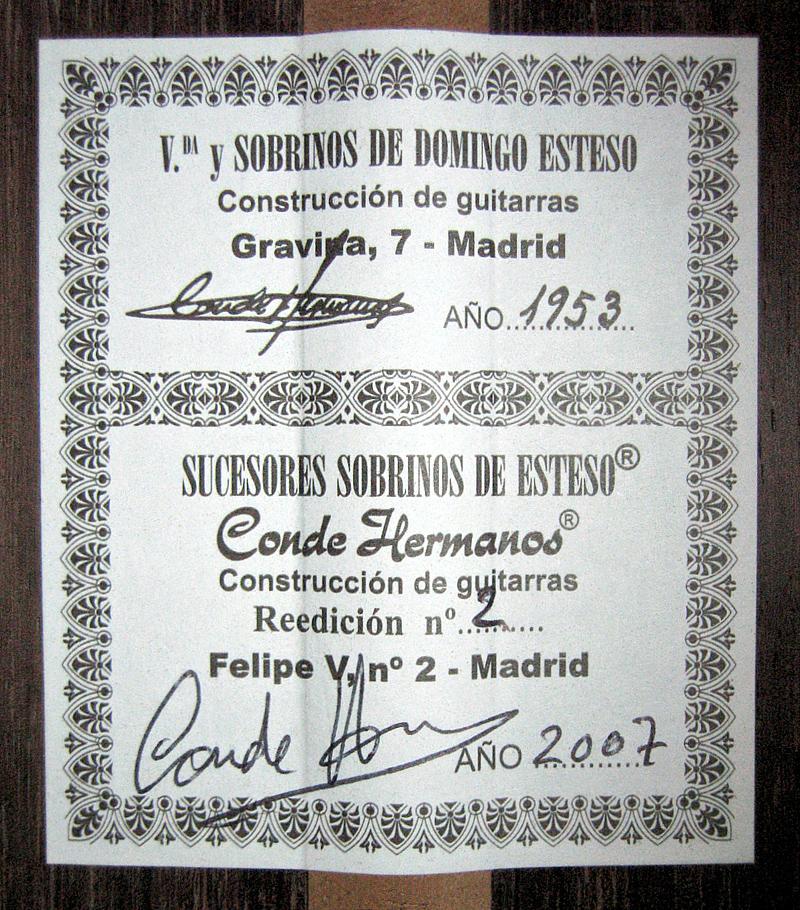 V.DA y SOBRINOS DE DOMINGO ESTESO
Construcción de guitarras
Gravina, 7 - Madrid
Conde Hermanos AÑO 1953
SUCESORES SOBRINOS DE ESTESO®
Conde Hermanos®
Construcción de guitarras
Reedición nº 2
Felipe V, nº 2 - Madrid
Conde AÑO 2007